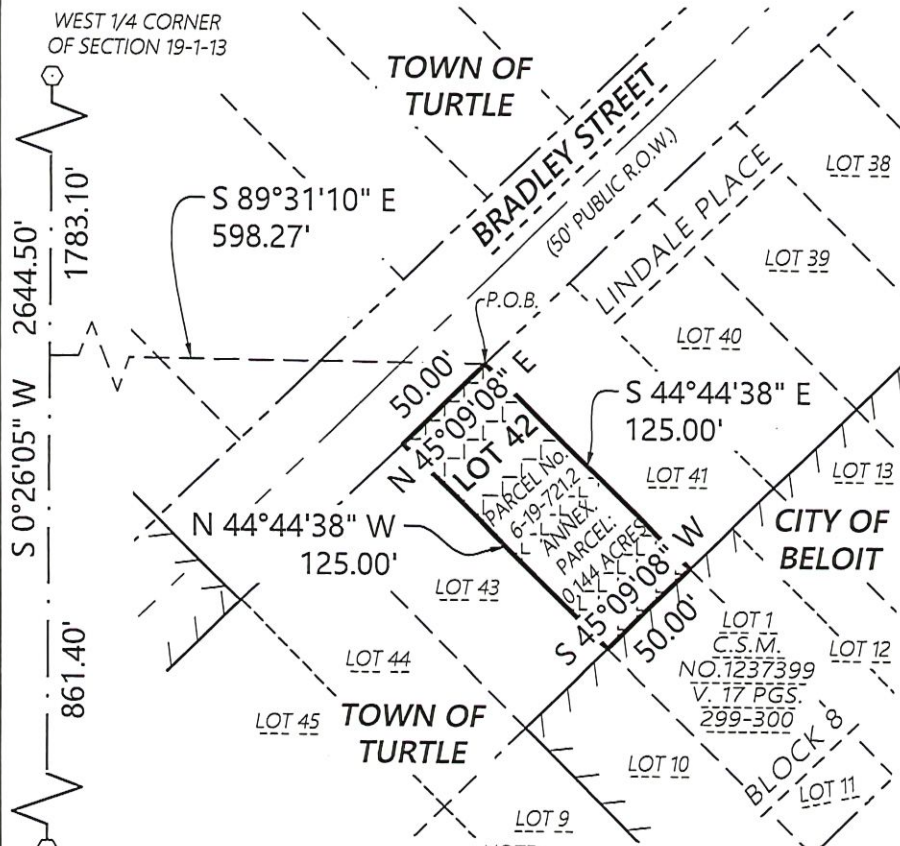 WEST 1/4 CORNER
OF SECTION 19-1-13
TOWN OF
TURTLE
BRADLEY STREET
(50' PUBLIC R.O.W.)
LINDALE PLACE
LOT 38
LOT 39
LOT 40
S 89°31'10" E
598.27'
1783.10'
2644.50'
S 0°26'05" W
861.40'
P.O.B.
50.00'
N 45°09'08" E
LOT 42
PARCEL No.
6-19-721.2
ANNEX.
PARCEL:
0.144 ACRES
S 44°44'38" E
125.00'
LOT 41
LOT 13
CITY OF
BELOIT
N 44°44'38" W
125.00'
LOT 43
S 45°09'08" W
50.00'
LOT 1
C.S.M.
NO.1237399
V. 17 PGS.
299-300
LOT 12
LOT 44
LOT 45
TOWN OF
TURTLE
LOT 10
BLOCK 8
LOT 11
LOT 9